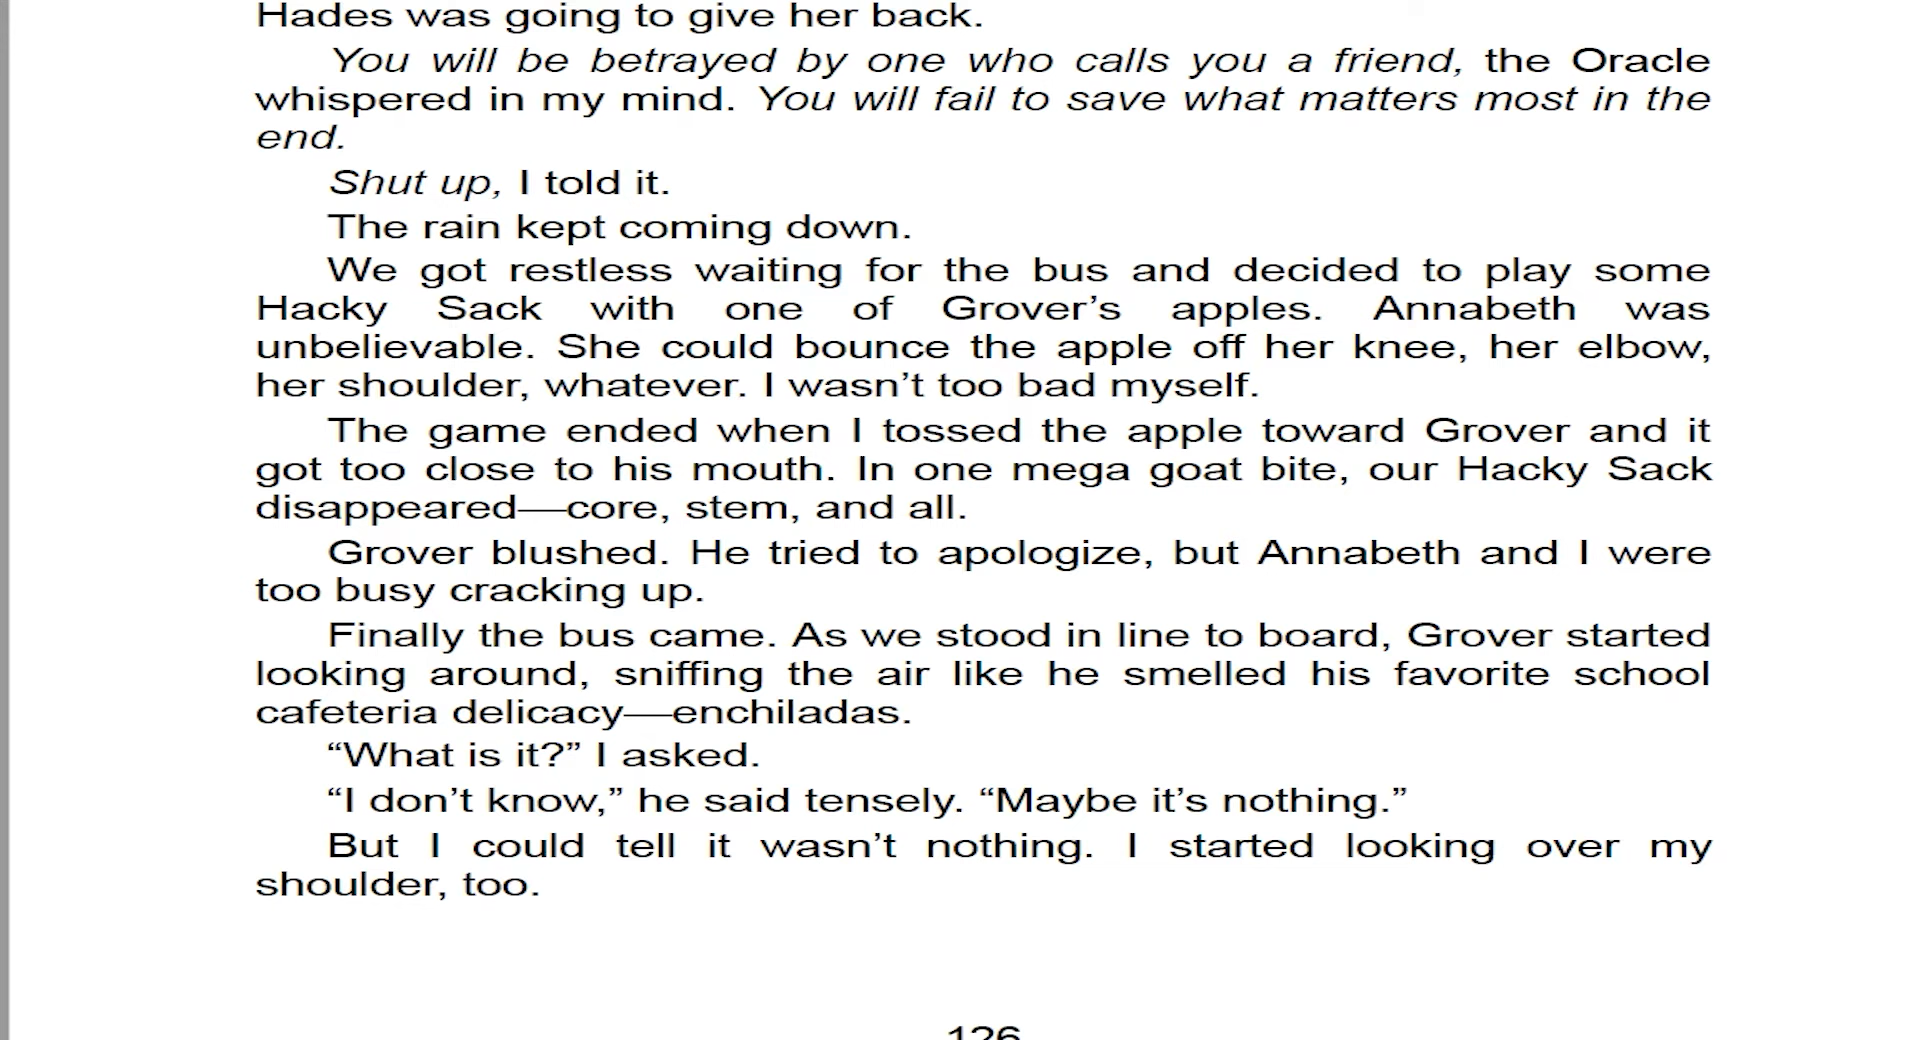 Hades was going to give her back.
You will be betrayed by one who calls you a friend, the Oracle
whispered in my mind. You will fail to save what matters most in the
end.
Shut up, I told it.
The rain kept coming down.
We got restless waiting for the bus and decided to play some
Hacky Sack with one of Grover’s apples. Annabeth was
unbelievable. She could bounce the apple off her knee, her elbow,
her shoulder, whatever. I wasn’t too bad myself.
The game ended when I tossed the apple toward Grover and it
got too close to his mouth. In one mega goat bite, our Hacky Sack
disappeared—core, stem, and all.
Grover blushed. He tried to apologize, but Annabeth and I were
too busy cracking up.
Finally the bus came. As we stood in line to board, Grover started
looking around, sniffing the air like he smelled his favorite school
cafeteria delicacy—enchiladas.
“What is it?” I asked.
“I don’t know,” he said tensely. “Maybe it’s nothing.”
But I could tell it wasn’t nothing. I started looking over my
shoulder, too.
126